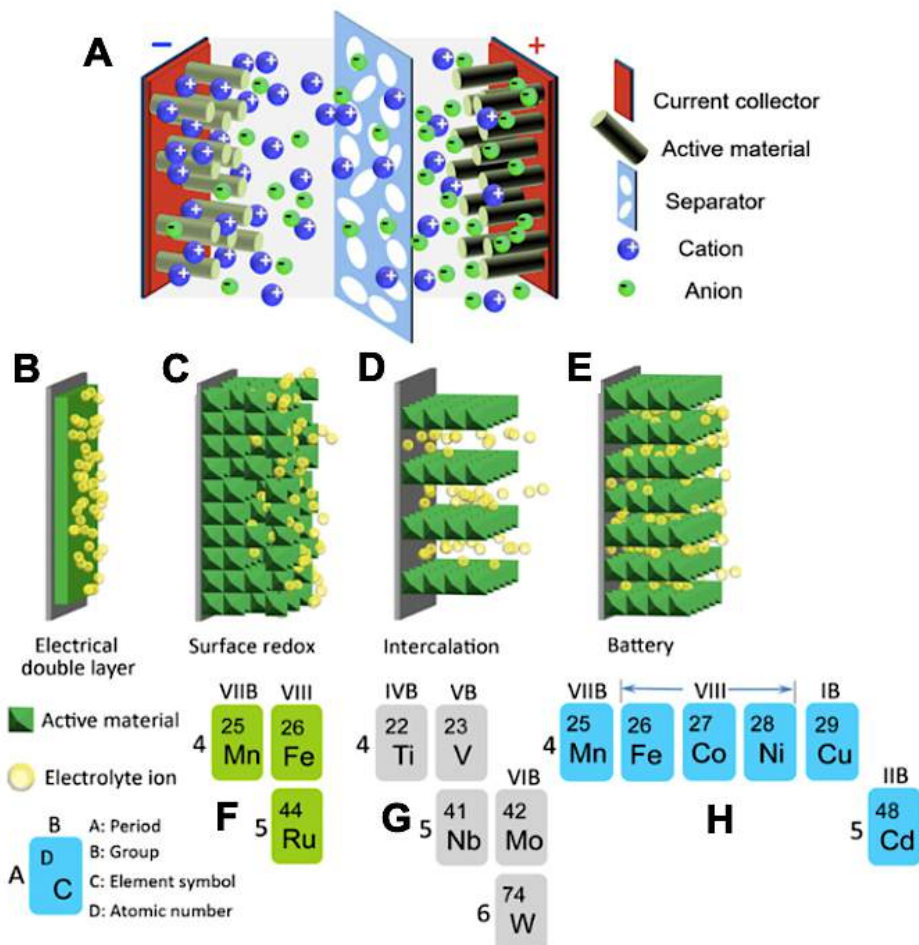 A
−
+
Current collector
Active material
Separator
Cation
Anion
B
C
D
E
Electrical
double layer
Surface redox
Intercalation
Battery
Active material
Electrolyte ion
B
A
D
C
A: Period
B: Group
C: Element symbol
D: Atomic number
VIIB VIII
4
25
Mn
26
Fe
F
5
44
Ru
IVB VB
4
22
Ti
23
V
VIB
G
5
41
Nb
42
Mo
6
74
W
VIIB VIII IB
4
25
Mn
26
Fe
27
Co
28
Ni
29
Cu
IIB
H
5
48
Cd